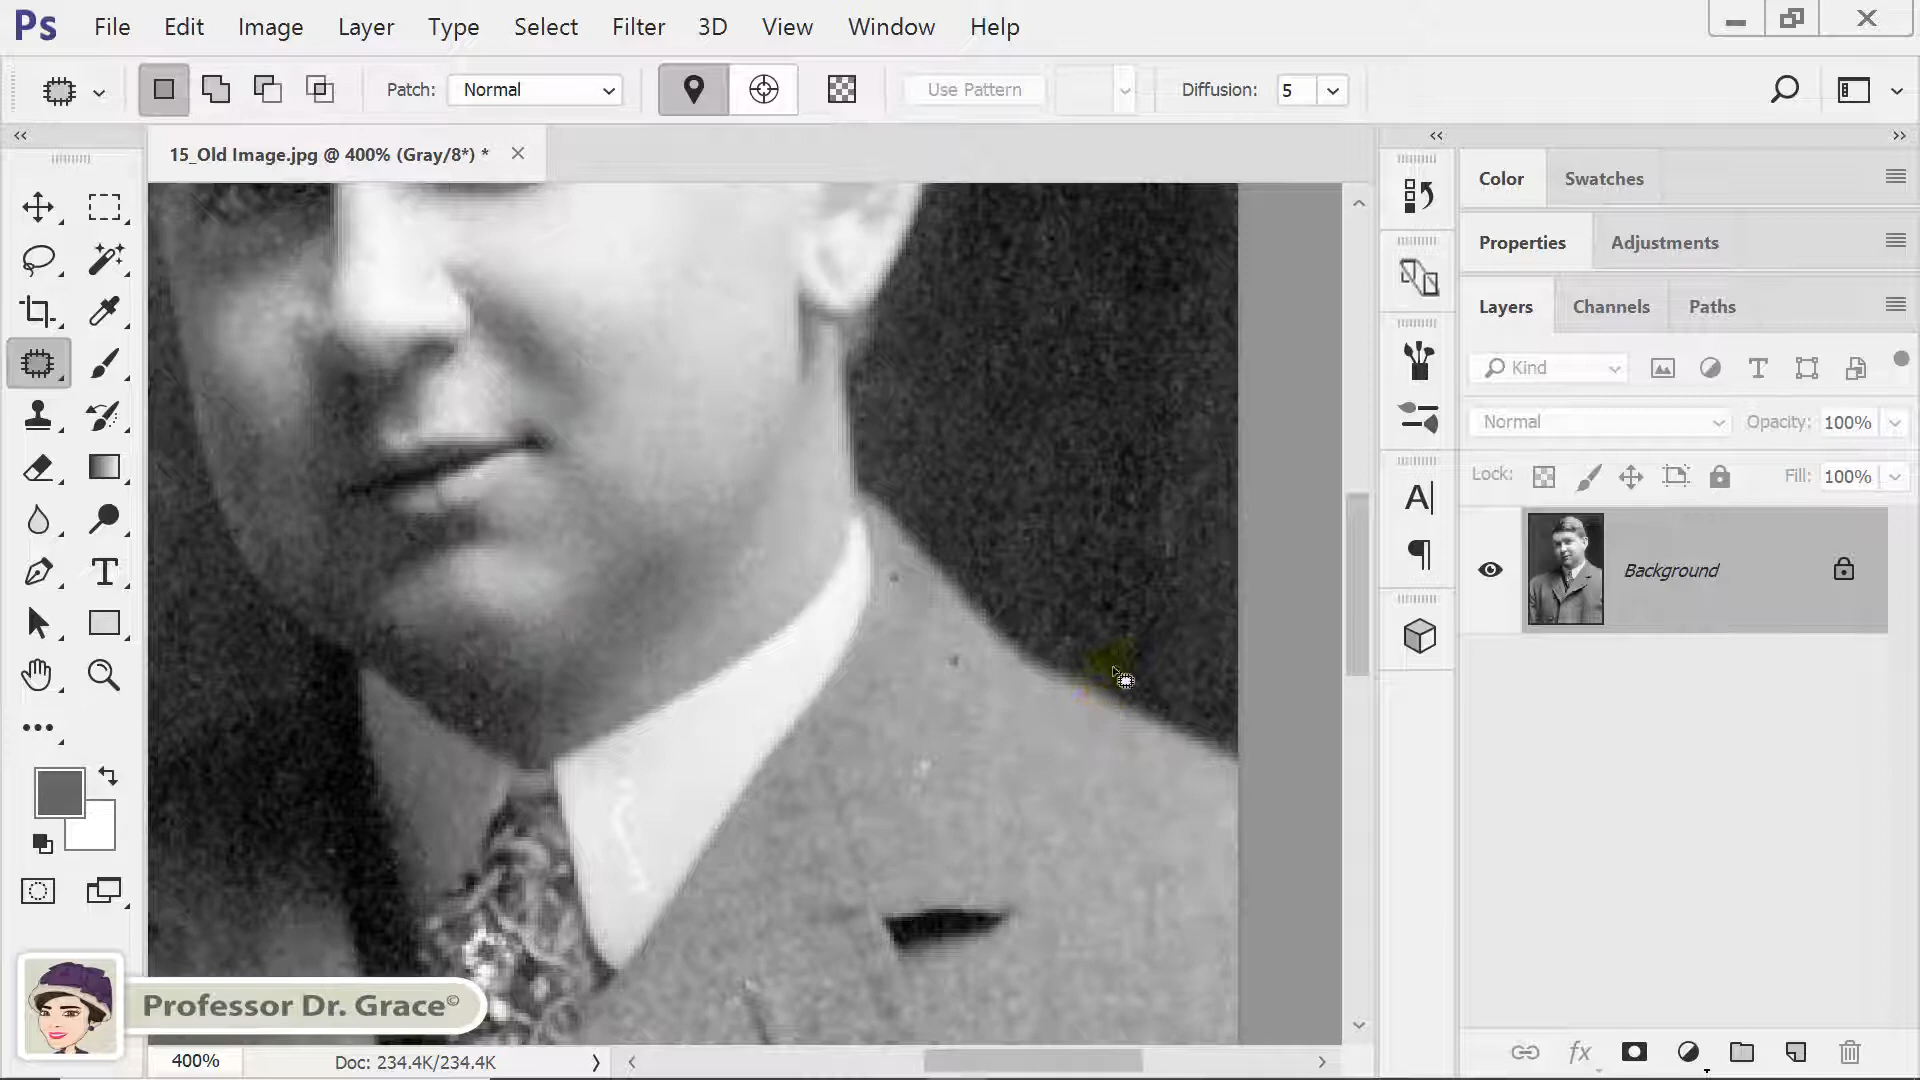 Ps File Edit Image Layer Type Select Filter 3D View Window Help
Patch: Normal Use Pattern Diffusion: 5
15_Old Image.jpg @ 400% (Gray/8*) *
Color Swatches
Properties Adjustments
Layers Channels Paths
Kind
Normal Opacity: 100%
Lock: Fill: 100%
Background
Professor Dr. Grace©
400% Doc: 234.4K/234.4K